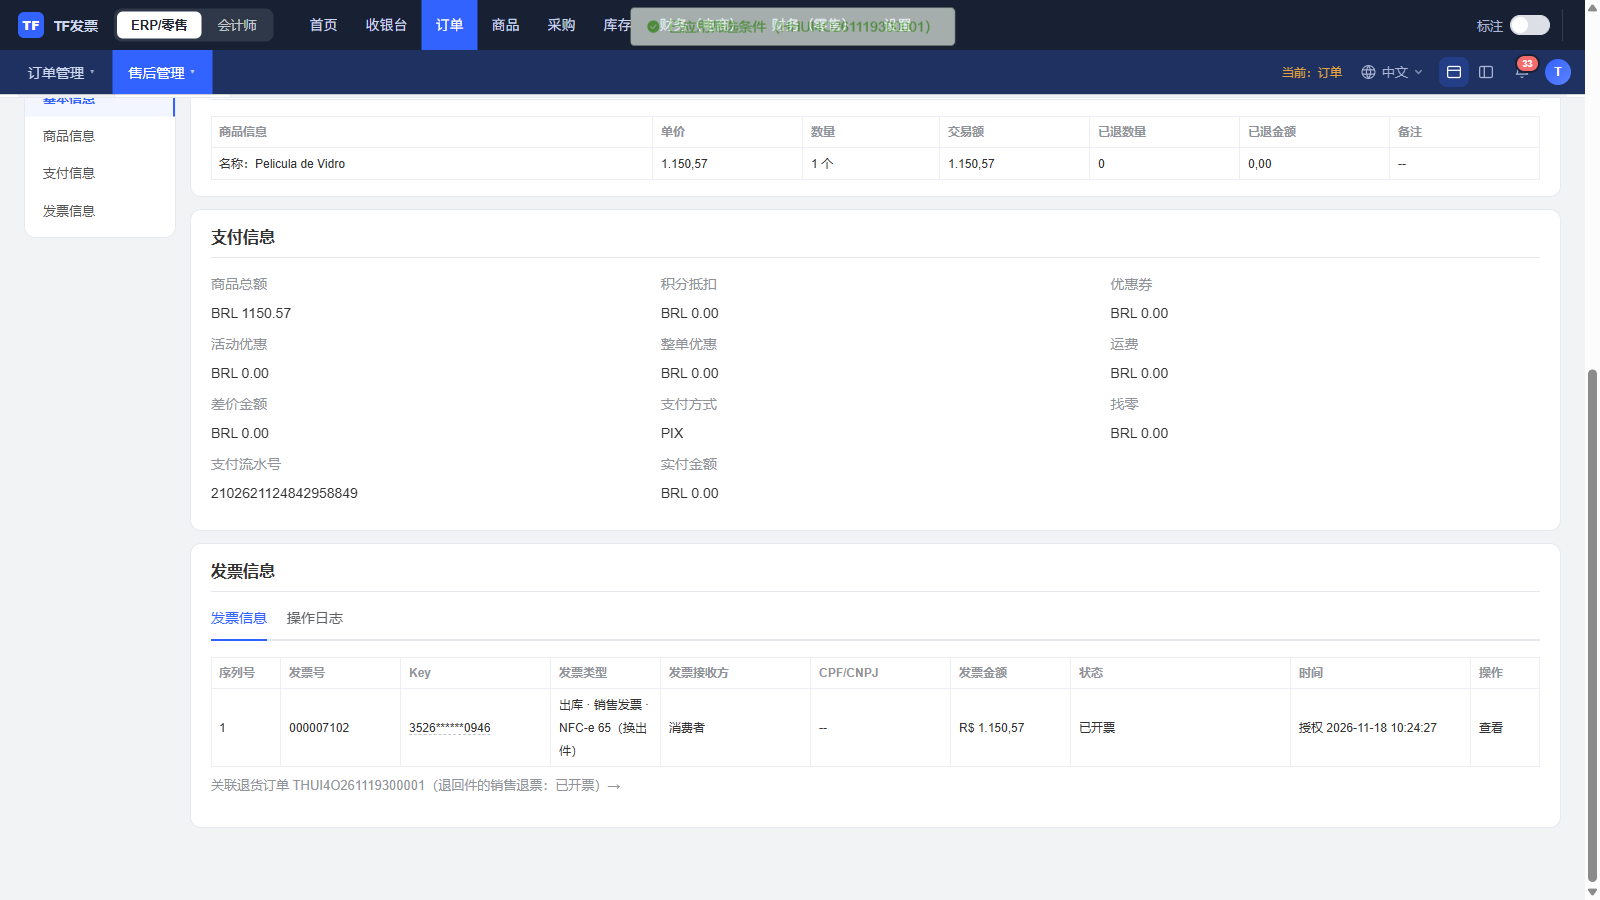 TF TF发票 ERP/零售 会计师 首页 收银台 订单 商品 采购 库存 标注
订单管理 售后管理 当前：订单 中文 33 T
基本信息
商品信息
支付信息
发票信息
商品信息 单价 数量 交易额 已退数量 已退金额 备注
名称：Pelicula de Vidro 1.150,57 1 个 1.150,57 0 0,00 --
支付信息
商品总额 积分抵扣 优惠券
BRL 1150.57 BRL 0.00 BRL 0.00
活动优惠 整单优惠 运费
BRL 0.00 BRL 0.00 BRL 0.00
差价金额 支付方式 找零
BRL 0.00 PIX BRL 0.00
支付流水号 实付金额
2102621124842958849 BRL 0.00
发票信息
发票信息 操作日志
序列号 发票号 Key 发票类型 发票接收方 CPF/CNPJ 发票金额 状态 时间 操作
1 000007102 3526******0946 出库 · 销售发票 · NFC-e 65（换出件） 消费者 -- R$ 1.150,57 已开票 授权 2026-11-18 10:24:27 查看
关联退货订单 THUI4O261119300001（退回件的销售退票：已开票）→